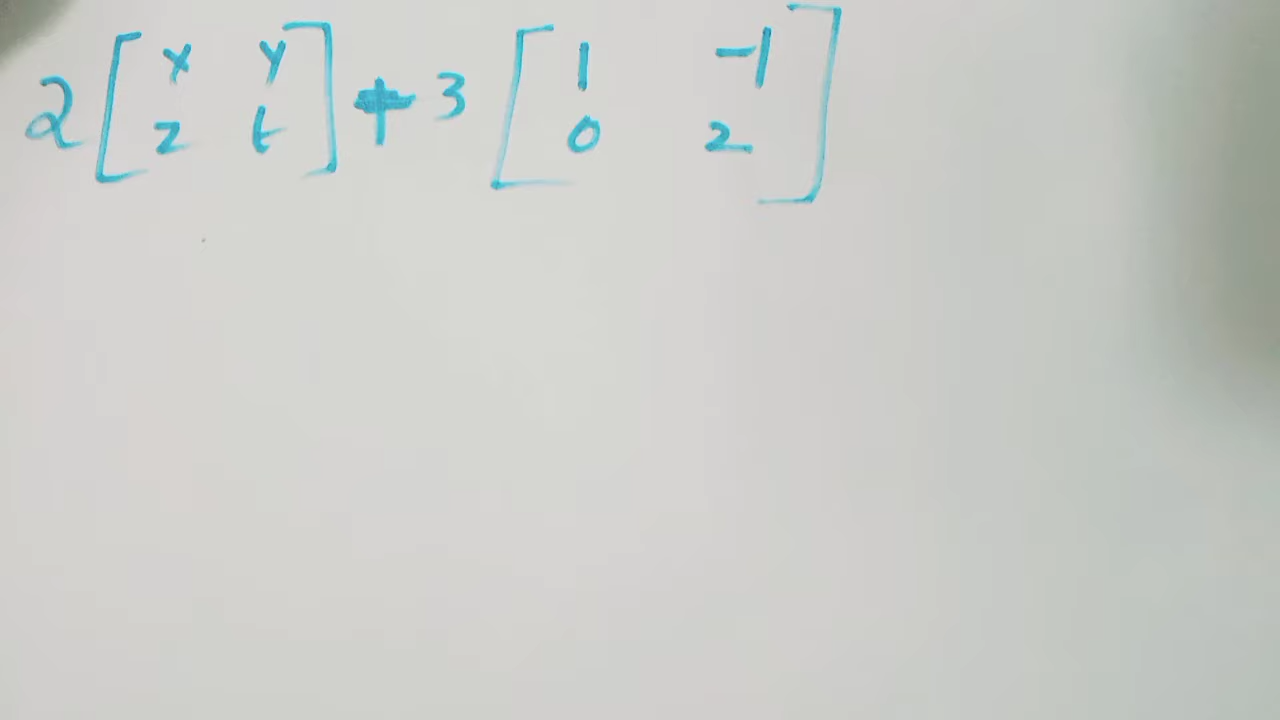 2 [ x y ] + 3 [ 1 -1 ]
[ z t ] [ 0 2 ]